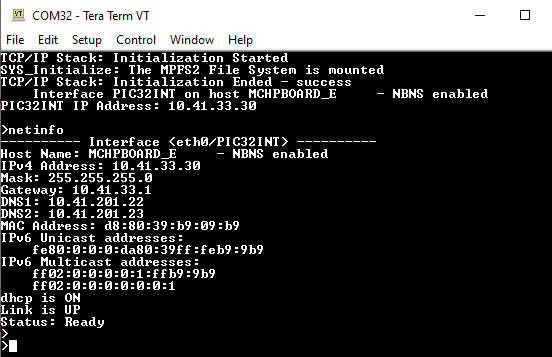 COM32 - Tera Term VT
File Edit Setup Control Window Help
TCP/IP Stack: Initialization Started
SYS_Initialize: The MPFS2 File System is mounted
TCP/IP Stack: Initialization Ended - success
    Interface PIC32INT on host MCHPBOARD_E     - NBNS enabled
PIC32INT IP Address: 10.41.33.30
>netinfo
---------- Interface <eth0/PIC32INT> ----------
Host Name: MCHPBOARD_E     - NBNS enabled
IPv4 Address: 10.41.33.30
Mask: 255.255.255.0
Gateway: 10.41.33.1
DNS1: 10.41.201.22
DNS2: 10.41.201.23
MAC Address: d8:80:39:b9:09:b9
IPv6 Unicast addresses:
    fe80:0:0:0:da80:39ff:feb9:9b9
IPv6 Multicast addresses:
    ff02:0:0:0:0:1:ffb9:9b9
    ff02:0:0:0:0:0:0:1
dhcp is ON
Link is UP
Status: Ready
>
>